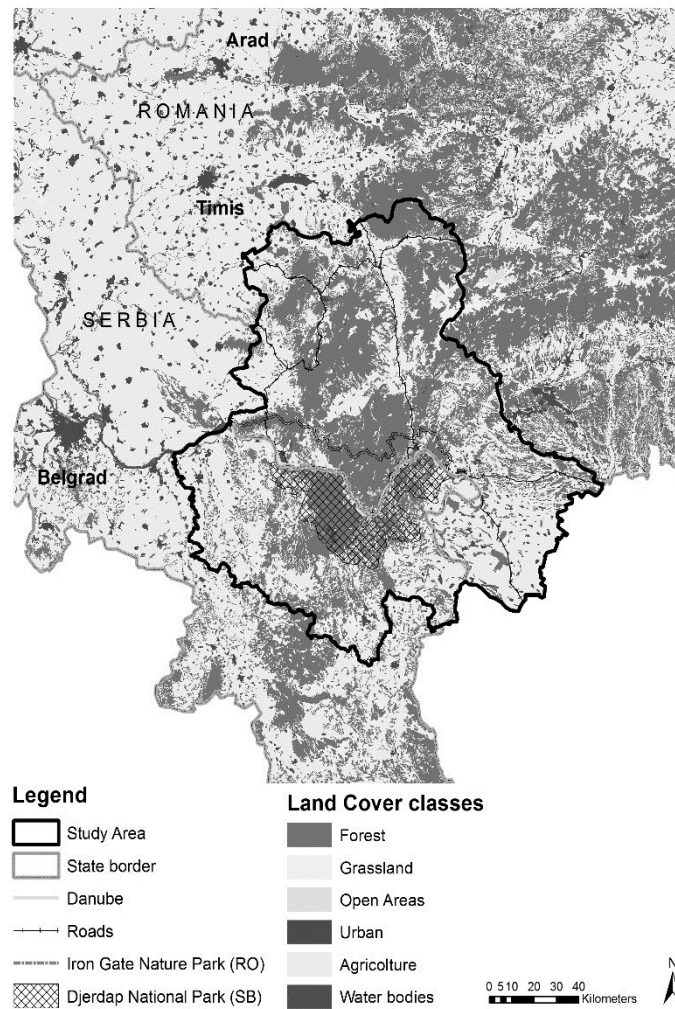 Arad
ROMANIA
Timis
SERBIA
Belgrad
Legend
Study Area
State border
Danube
Roads
Iron Gate Nature Park (RO)
Djerdap National Park (SB)
Land Cover classes
Forest
Grassland
Open Areas
Urban
Agricolture
Water bodies
0 5 10 20 30 40
Kilometers
N